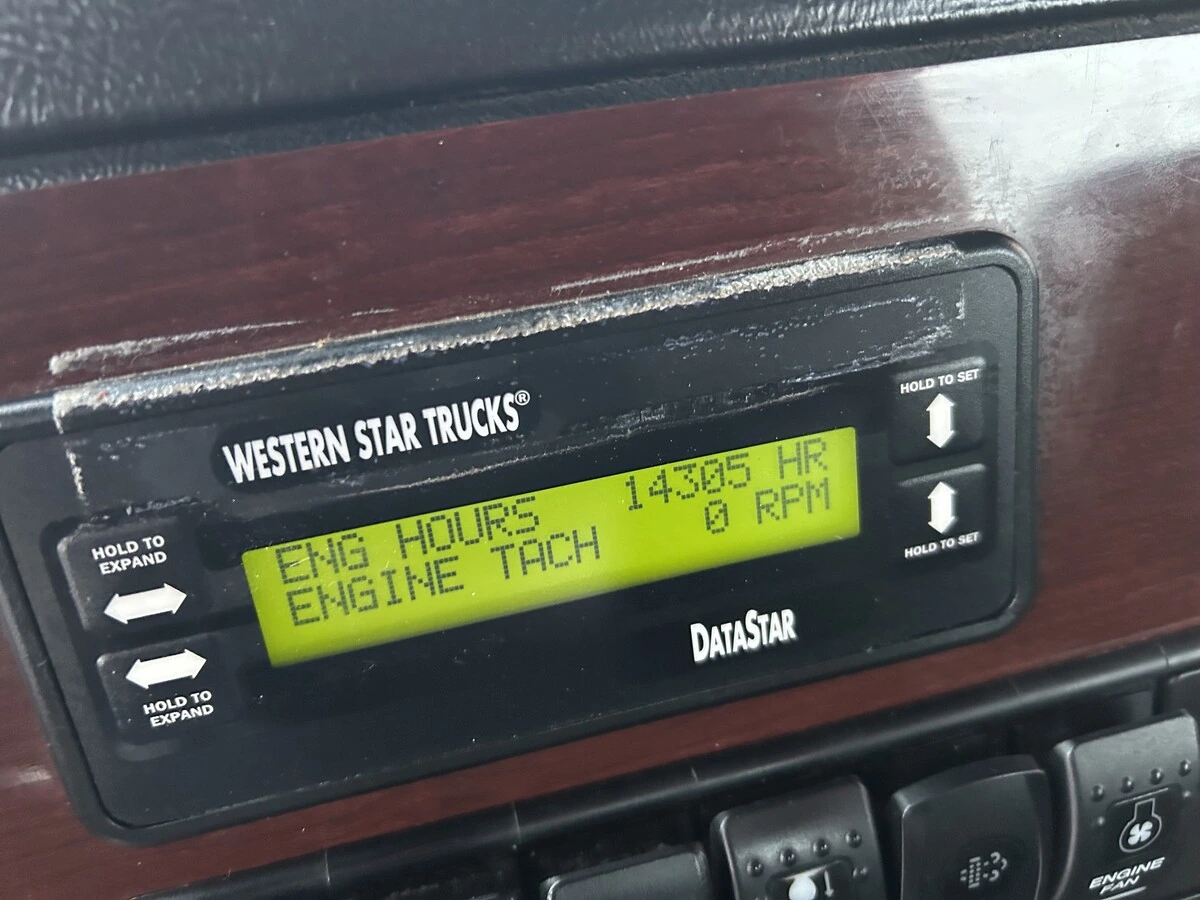 WESTERN STAR TRUCKS®
HOLD TO SET
ENG HOURS 14305 HR
ENGINE TACH 0 RPM
HOLD TO
EXPAND
HOLD TO SET
DATASTAR
HOLD TO
EXPAND
ENGINE
FAN